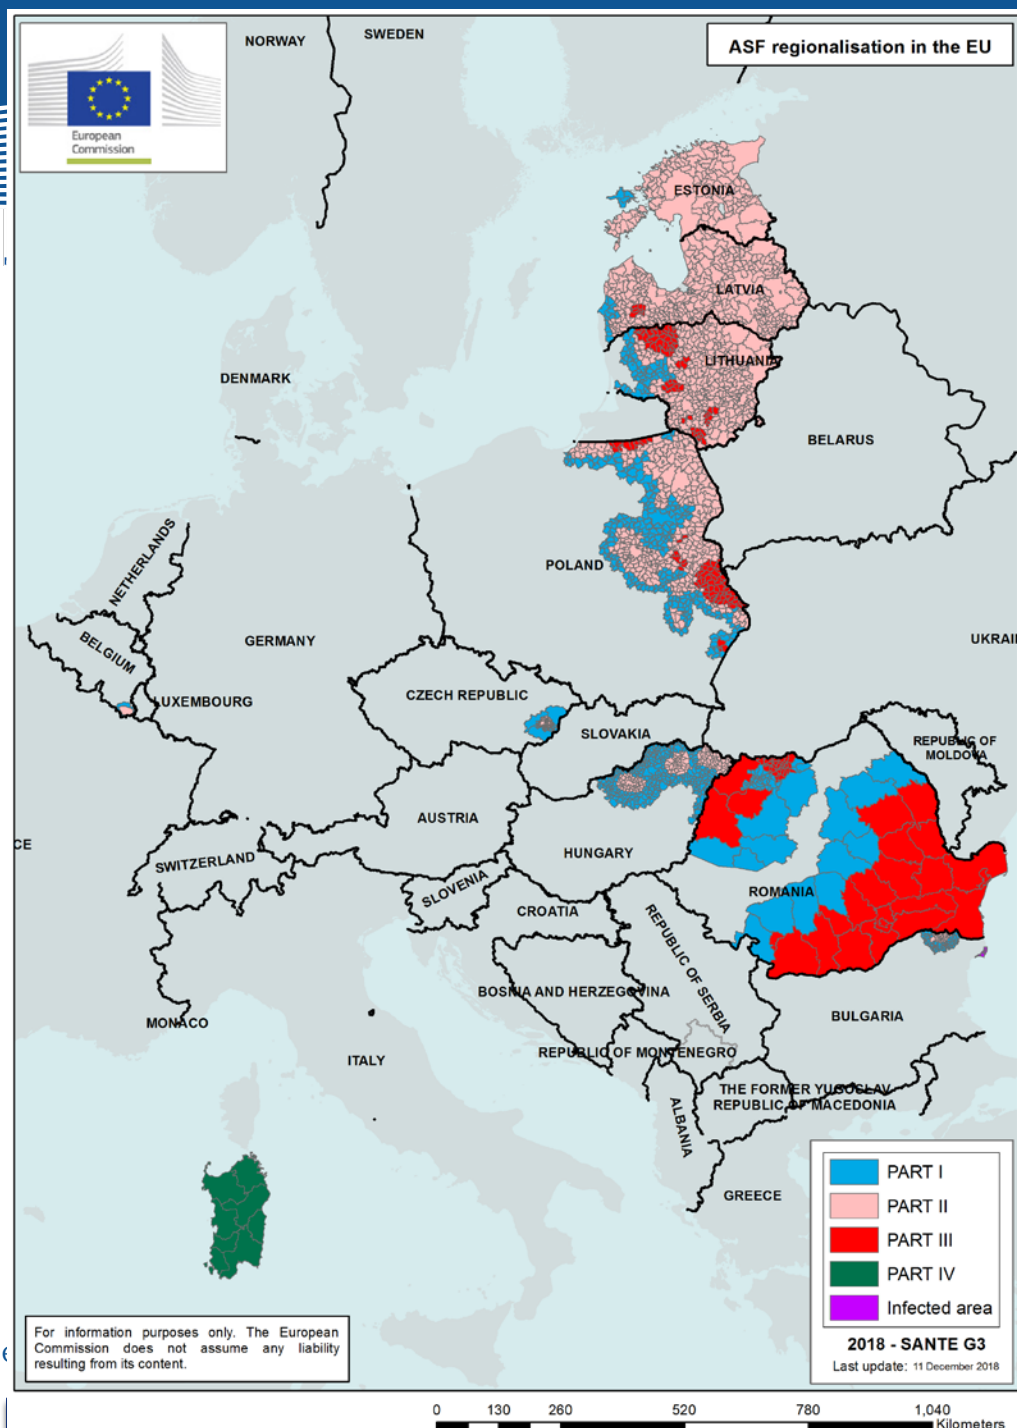 NORWAY
SWEDEN
ASF regionalisation in the EU
European
Commission
ESTONIA
LATVIA
LITHUANIA
DENMARK
BELARUS
NETHERLANDS
POLAND
BELGIUM
GERMANY
UKRAI
LUXEMBOURG
CZECH REPUBLIC
SLOVAKIA
REPUBLIC OF
MOLDOVA
AUSTRIA
CE
SWITZERLAND
HUNGARY
SLOVENIA
ROMANIA
CROATIA
REPUBLIC OF SERBIA
BOSNIA AND HERZEGOVINA
MONACO
BULGARIA
ITALY
REPUBLIC OF MONTENEGRO
THE FORMER YUGOSLAV
REPUBLIC OF MACEDONIA
ALBANIA
GREECE
PART I
PART II
PART III
PART IV
Infected area
2018 - SANTE G3
Last update: 11 December 2018
For information purposes only. The European
Commission does not assume any liability
resulting from its content.
0 130 260 520 780 1,040
Kilometers